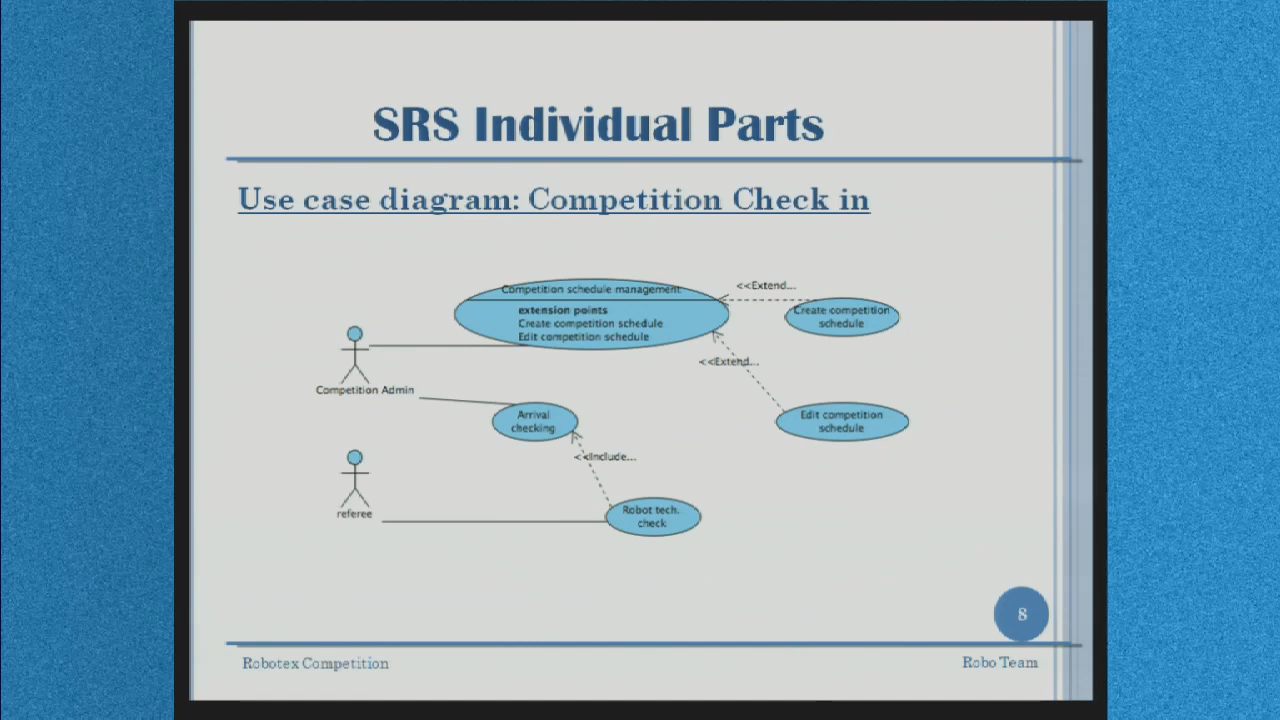 SRS Individual Parts
Use case diagram: Competition Check in
Competition schedule management
extension points
Create competition schedule
Edit competition schedule
<<Extend...
Create competition
schedule
<<Extend...
Competition Admin
Arrival
checking
Edit competition
schedule
<<Include...
referee
Robot tech.
check
8
Robotex Competition
Robo Team